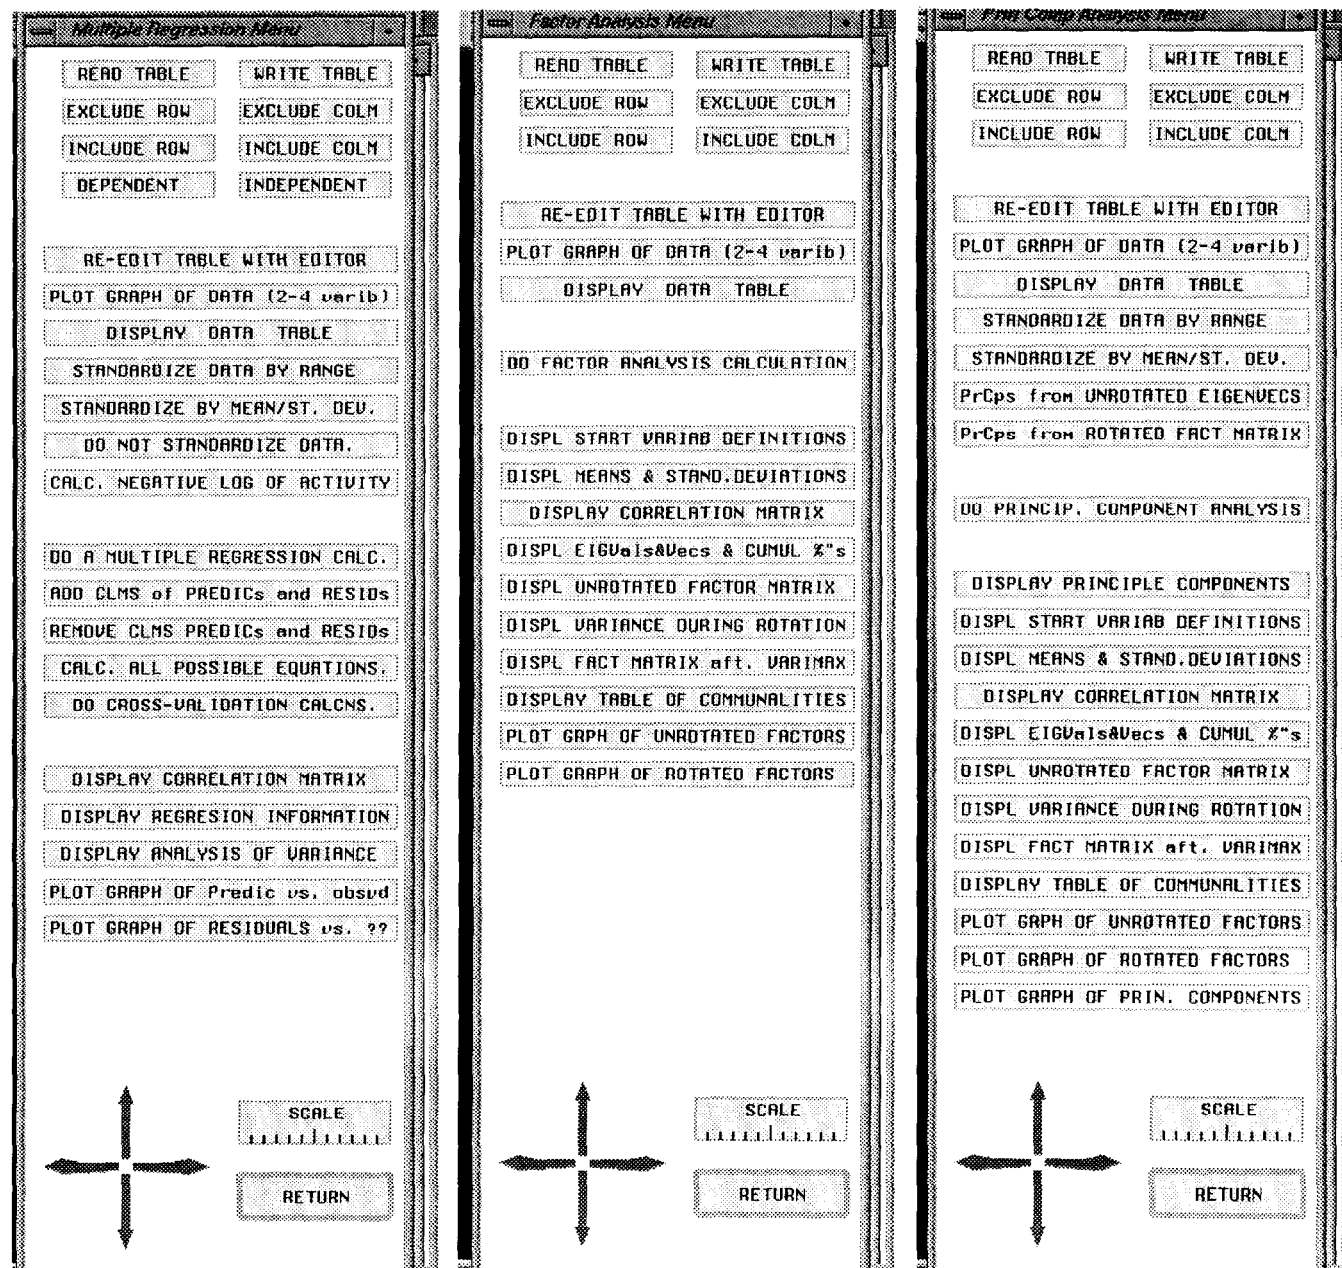 Multiple Regression Menu
READ TABLE
WRITE TABLE
EXCLUDE ROW
EXCLUDE COLM
INCLUDE ROW
INCLUDE COLM
DEPENDENT
INDEPENDENT
RE-EDIT TABLE WITH EDITOR
PLOT GRAPH OF DATA (2-4 varib)
DISPLAY DATA TABLE
STANDARDIZE DATA BY RANGE
STANDARDIZE BY MEAN/ST. DEV.
DO NOT STANDARDIZE DATA.
CALC. NEGATIVE LOG OF ACTIVITY
DO A MULTIPLE REGRESSION CALC.
ADD CLMS of PREDICs and RESIDs
REMOVE CLMS PREDICs and RESIDs
CALC. ALL POSSIBLE EQUATIONS.
DO CROSS-VALIDATION CALCNS.
DISPLAY CORRELATION MATRIX
DISPLAY REGRESION INFORMATION
DISPLAY ANALYSIS OF VARIANCE
PLOT GRAPH OF Predic vs. obsvd
PLOT GRAPH OF RESIDUALS vs. ??
SCALE
RETURN
Factor Analysis Menu
READ TABLE
WRITE TABLE
EXCLUDE ROW
EXCLUDE COLM
INCLUDE ROW
INCLUDE COLM
RE-EDIT TABLE WITH EDITOR
PLOT GRAPH OF DATA (2-4 varib)
DISPLAY DATA TABLE
DO FACTOR ANALYSIS CALCULATION
DISPL START VARIAB DEFINITIONS
DISPL MEANS & STAND.DEVIATIONS
DISPLAY CORRELATION MATRIX
DISPL EIGVals&Vecs & CUMUL %"s
DISPL UNROTATED FACTOR MATRIX
DISPL VARIANCE DURING ROTATION
DISPL FACT MATRIX aft. VARIMAX
DISPLAY TABLE OF COMMUNALITIES
PLOT GRPH OF UNROTATED FACTORS
PLOT GRAPH OF ROTATED FACTORS
SCALE
RETURN
Prin Comp Analysis Menu
READ TABLE
WRITE TABLE
EXCLUDE ROW
EXCLUDE COLM
INCLUDE ROW
INCLUDE COLM
RE-EDIT TABLE WITH EDITOR
PLOT GRAPH OF DATA (2-4 varib)
DISPLAY DATA TABLE
STANDARDIZE DATA BY RANGE
STANDARDIZE BY MEAN/ST. DEV.
PrCps from UNROTATED EIGENVECS
PrCps from ROTATED FACT MATRIX
DO PRINCIP. COMPONENT ANALYSIS
DISPLAY PRINCIPLE COMPONENTS
DISPL START VARIAB DEFINITIONS
DISPL MEANS & STAND.DEVIATIONS
DISPLAY CORRELATION MATRIX
DISPL EIGVals&Vecs & CUMUL %"s
DISPL UNROTATED FACTOR MATRIX
DISPL VARIANCE DURING ROTATION
DISPL FACT MATRIX aft. VARIMAX
DISPLAY TABLE OF COMMUNALITIES
PLOT GRPH OF UNROTATED FACTORS
PLOT GRAPH OF ROTATED FACTORS
PLOT GRAPH OF PRIN. COMPONENTS
SCALE
RETURN